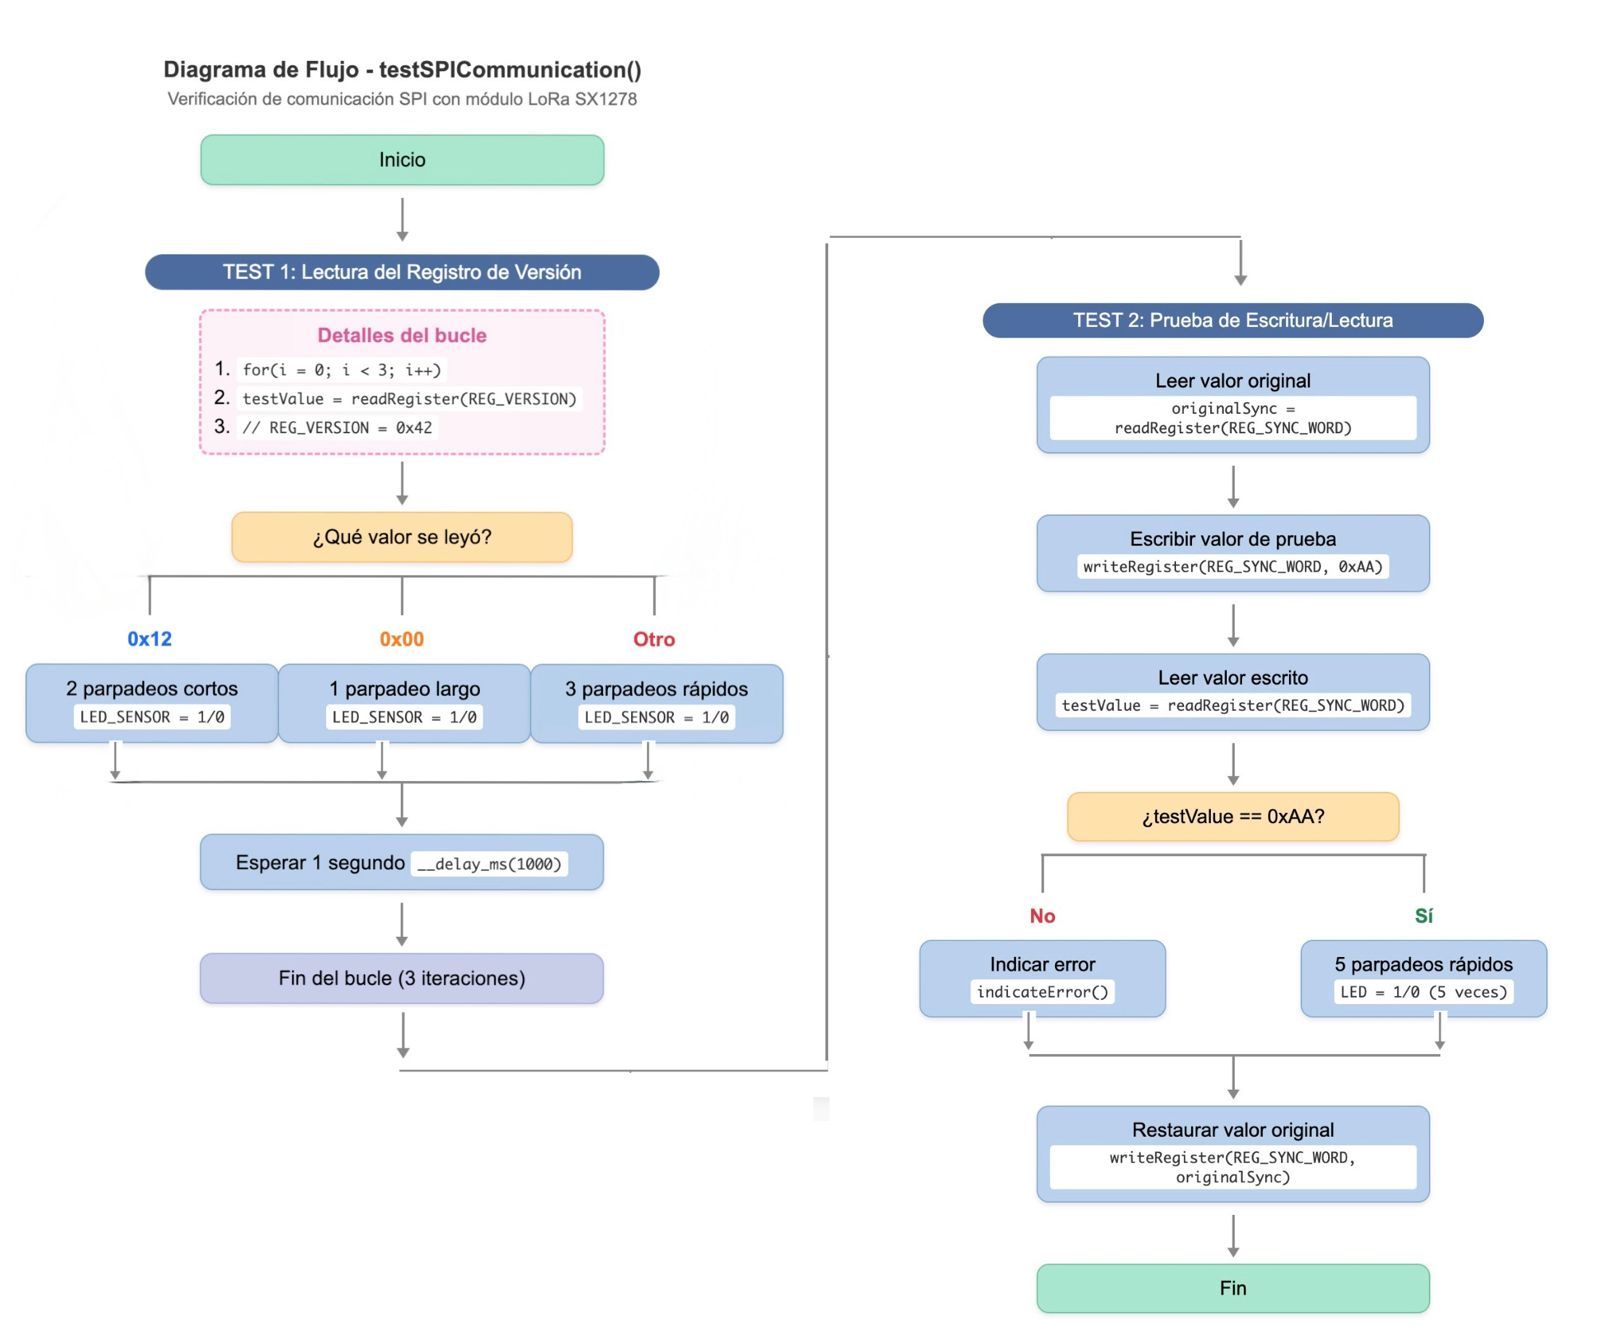 Diagrama de Flujo - testSPICommunication()
Verificación de comunicación SPI con módulo LoRa SX1278
Inicio
TEST 1: Lectura del Registro de Versión
Detalles del bucle
1. for(i = 0; i < 3; i++)
2. testValue = readRegister(REG_VERSION)
3. // REG_VERSION = 0x42
¿Qué valor se leyó?
0x12
0x00
Otro
2 parpadeos cortos
LED_SENSOR = 1/0
1 parpadeo largo
LED_SENSOR = 1/0
3 parpadeos rápidos
LED_SENSOR = 1/0
Esperar 1 segundo __delay_ms(1000)
Fin del bucle (3 iteraciones)
TEST 2: Prueba de Escritura/Lectura
Leer valor original
originalSync =
readRegister(REG_SYNC_WORD)
Escribir valor de prueba
writeRegister(REG_SYNC_WORD, 0xAA)
Leer valor escrito
testValue = readRegister(REG_SYNC_WORD)
¿testValue == 0xAA?
No
Sí
Indicar error
indicateError()
5 parpadeos rápidos
LED = 1/0 (5 veces)
Restaurar valor original
writeRegister(REG_SYNC_WORD,
originalSync)
Fin